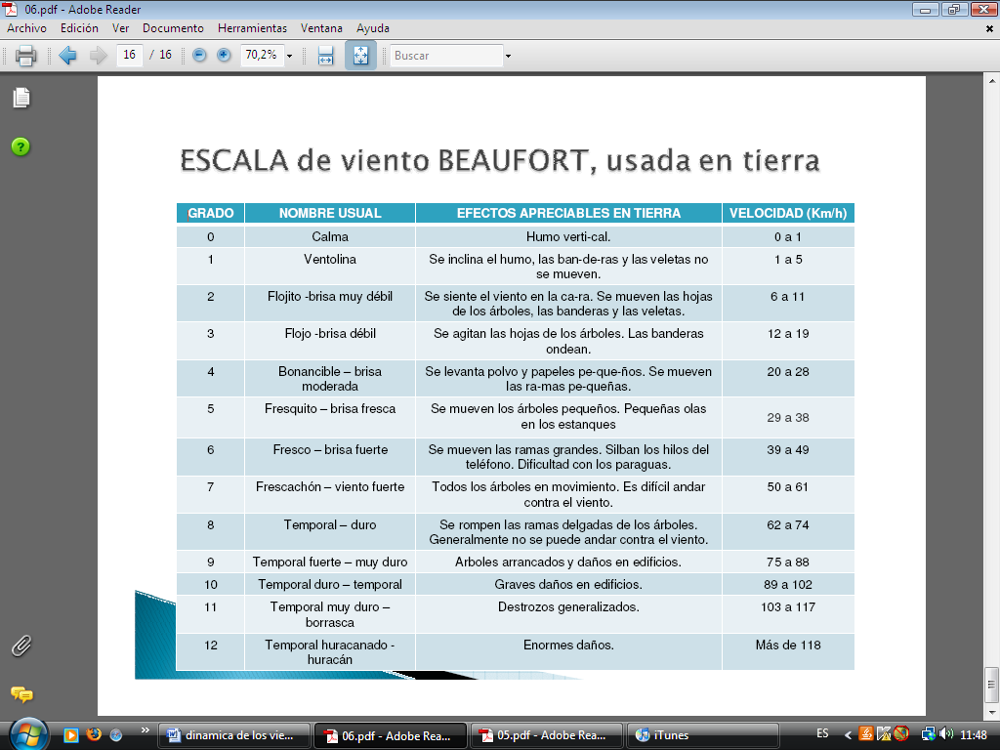 06.pdf - Adobe Reader
Archivo Edición Ver Documento Herramientas Ventana Ayuda
16 / 16 70,2% Buscar
ESCALA de viento BEAUFORT, usada en tierra
GRADO NOMBRE USUAL EFECTOS APRECIABLES EN TIERRA VELOCIDAD (Km/h)
0 Calma Humo verti-cal. 0 a 1
1 Ventolina Se inclina el humo, las ban-de-ras y las veletas no 1 a 5
se mueven.
2 Flojito -brisa muy débil Se siente el viento en la ca-ra. Se mueven las hojas 6 a 11
de los árboles, las banderas y las veletas.
3 Flojo -brisa débil Se agitan las hojas de los árboles. Las banderas 12 a 19
ondean.
4 Bonancible – brisa Se levanta polvo y papeles pe-que-ños. Se mueven 20 a 28
moderada las ra-mas pe-queñas.
5 Fresquito – brisa fresca Se mueven los árboles pequeños. Pequeñas olas
en los estanques 29 a 38
6 Fresco – brisa fuerte Se mueven las ramas grandes. Silban los hilos del 39 a 49
teléfono. Dificultad con los paraguas.
7 Frescachón – viento fuerte Todos los árboles en movimiento. Es difícil andar 50 a 61
contra el viento.
8 Temporal – duro Se rompen las ramas delgadas de los árboles. 62 a 74
Generalmente no se puede andar contra el viento.
9 Temporal fuerte – muy duro Arboles arrancados y daños en edificios. 75 a 88
10 Temporal duro – temporal Graves daños en edificios. 89 a 102
11 Temporal muy duro – Destrozos generalizados. 103 a 117
borrasca
12 Temporal huracanado - Enormes daños. Más de 118
huracán
dinamica de los vie... 06.pdf - Adobe Rea... 05.pdf - Adobe Rea... iTunes ES 11:48